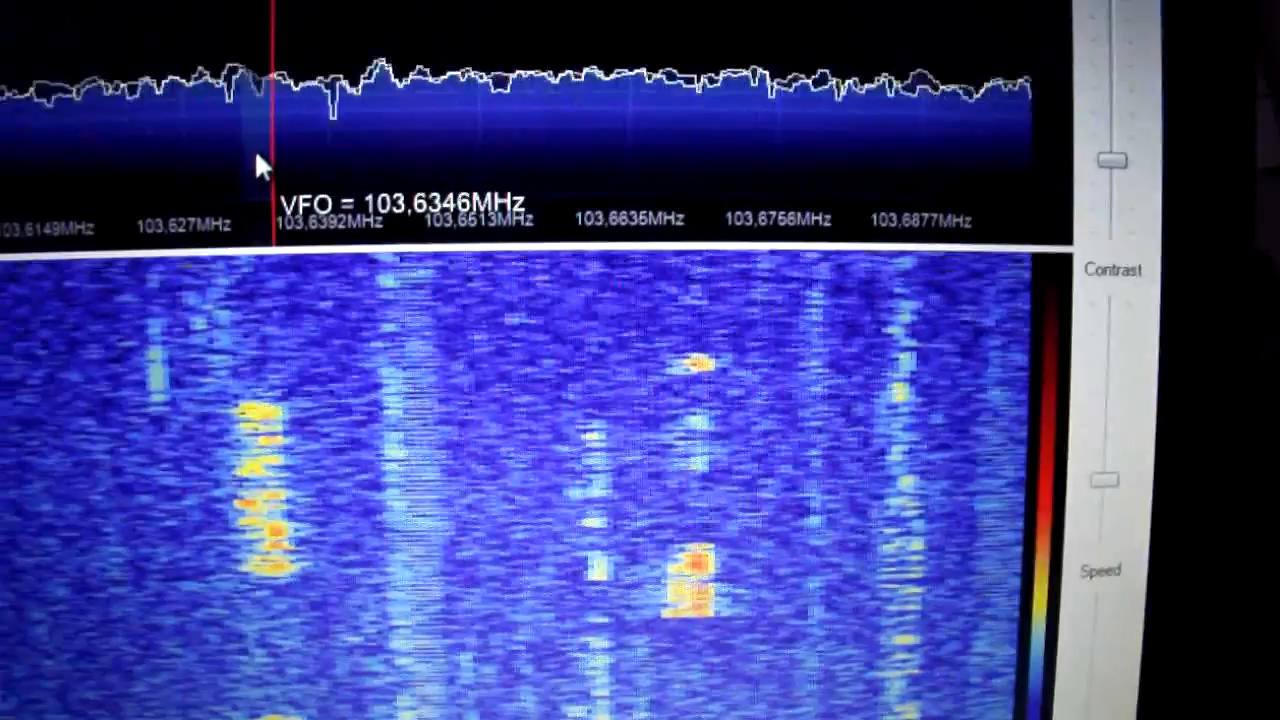 VFO = 103,6346MHz
103,6149MHz 103,627MHz 103,6392MHz 103,6513MHz 103,6635MHz 103,6756MHz 103,6877MHz
Contrast
Speed